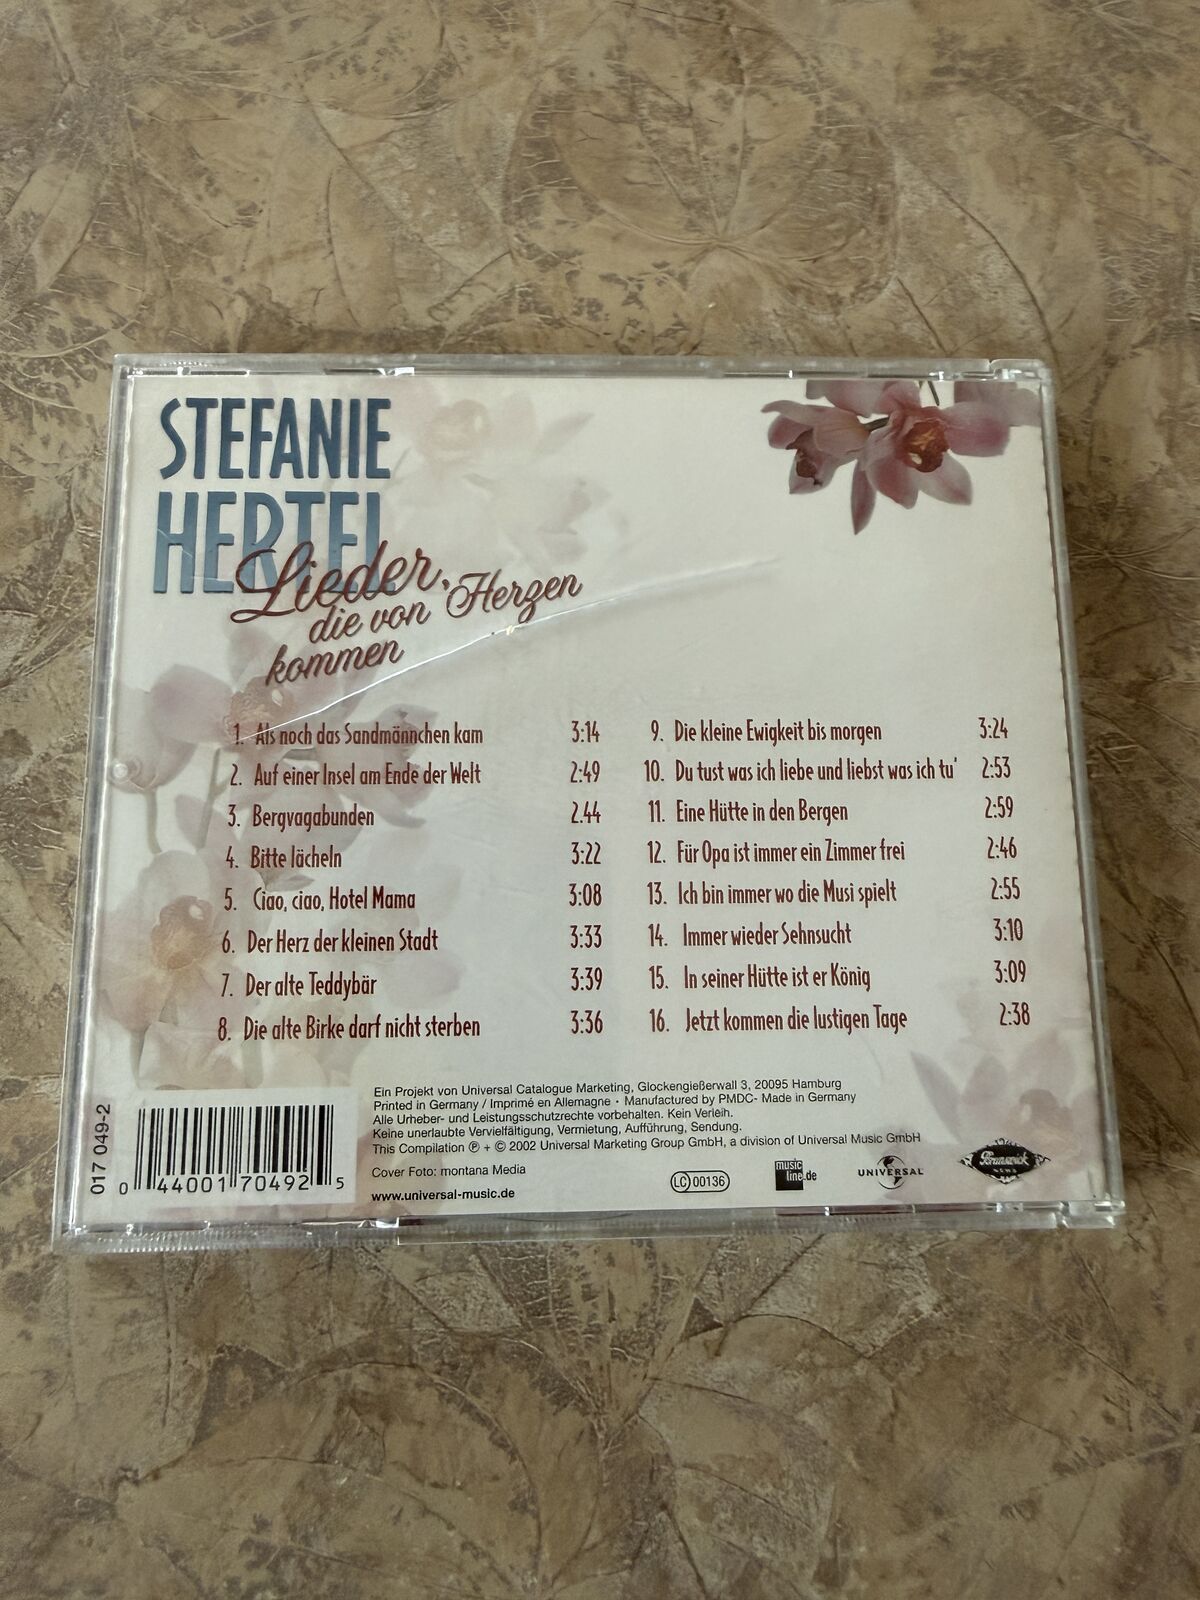 STEFANIE
HERTEL
Lieder,
die von Herzen
kommen
1. Als noch das Sandmännchen kam 3:14
2. Auf einer Insel am Ende der Welt 2:49
3. Bergvagabunden 2.44
4. Bitte lächeln 3:22
5. Ciao, ciao, Hotel Mama 3:08
6. Der Herz der kleinen Stadt 3:33
7. Der alte Teddybär 3:39
8. Die alte Birke darf nicht sterben 3:36
9. Die kleine Ewigkeit bis morgen 3:24
10. Du tust was ich liebe und liebst was ich tu' 2:53
11. Eine Hütte in den Bergen 2:59
12. Für Opa ist immer ein Zimmer frei 2:46
13. Ich bin immer wo die Musi spielt 2:55
14. Immer wieder Sehnsucht 3:10
15. In seiner Hütte ist er König 3:09
16. Jetzt kommen die lustigen Tage 2:38
017 049-2
0 44001 70492 5
Ein Projekt von Universal Catalogue Marketing, Glockengießerwall 3, 20095 Hamburg
Printed in Germany / Imprimé en Allemagne · Manufactured by PMDC- Made in Germany
Alle Urheber- und Leistungsschutzrechte vorbehalten. Kein Verleih.
Keine unerlaubte Vervielfältigung, Vermietung, Aufführung, Sendung.
This Compilation ℗ + © 2002 Universal Marketing Group GmbH, a division of Universal Music GmbH
Cover Foto: montana Media
www.universal-music.de
LC 00136
music
line.de
UNIVERSAL
Brunswick